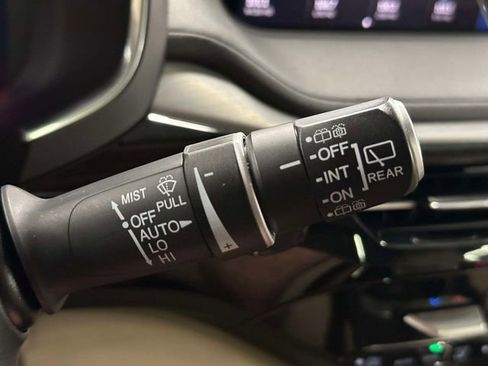 MIST
PULL
OFF
AUTO
LO
HI
-
+
OFF
INT
ON
REAR